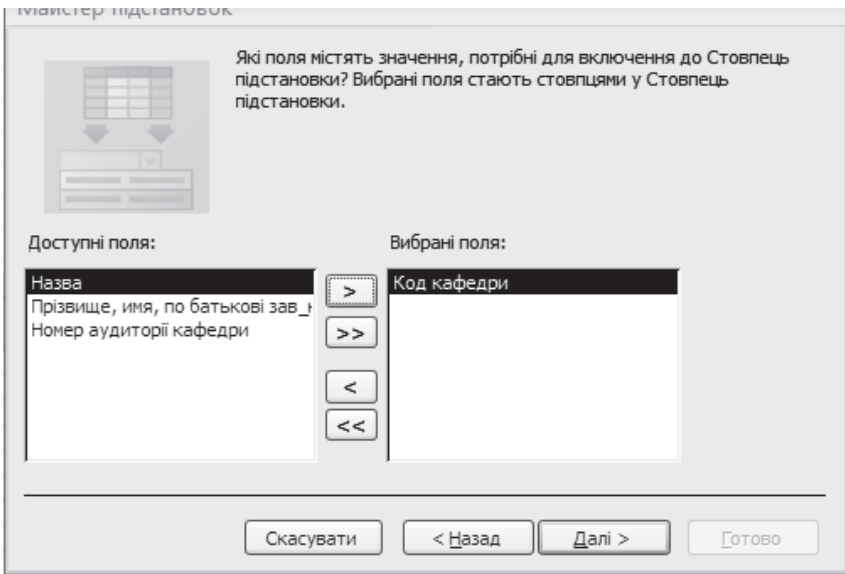 Майстер підстановок
Які поля містять значення, потрібні для включення до Стовпець
підстановки? Вибрані поля стають стовпцями у Стовпець
підстановки.
Доступні поля:
Вибрані поля:
Назва
Прізвище, имя, по батькові зав_
Номер аудиторії кафедри
>
>>
<
<<
Код кафедри
Скасувати
< Назад
Далі >
Готово